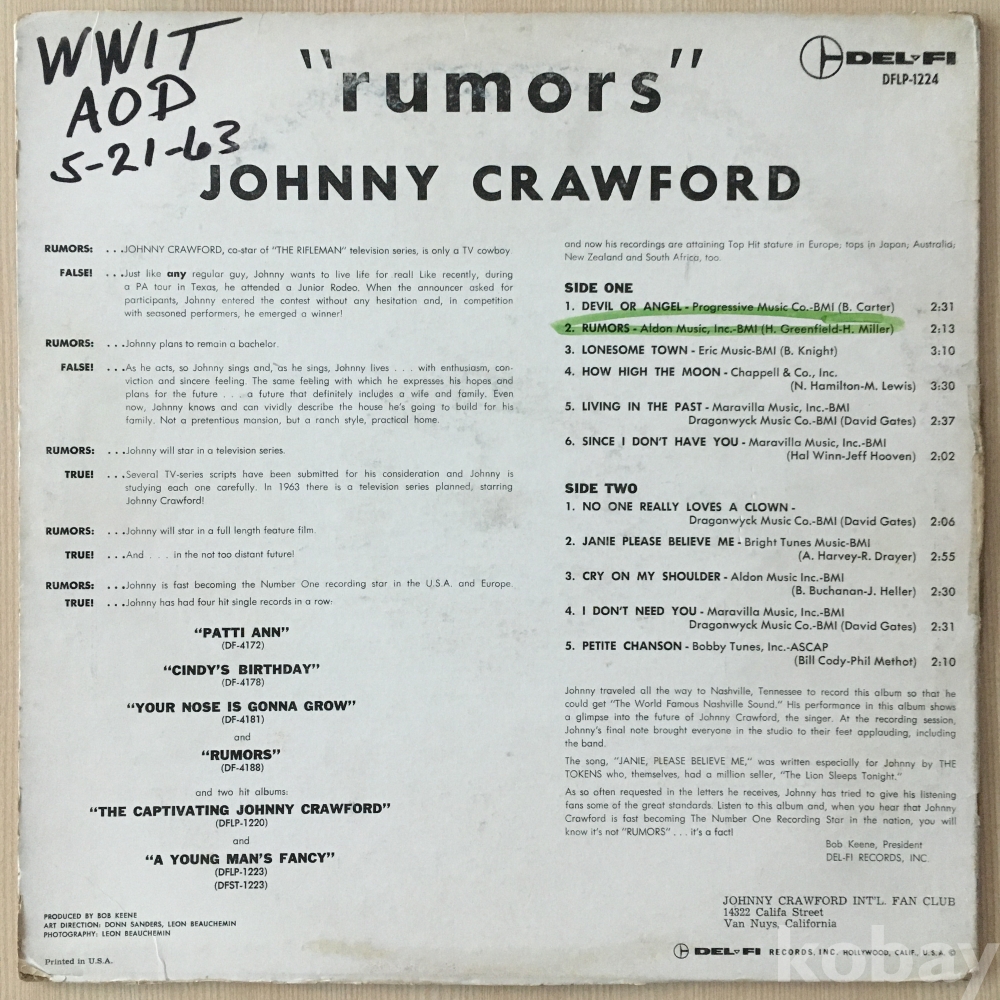 WWIT
AOD
5-21-63
"rumors"
DEL-FI
DFLP-1224
JOHNNY CRAWFORD
RUMORS: . . .JOHNNY CRAWFORD, co-star of "THE RIFLEMAN" television series, is only a TV cowboy.
FALSE! . . .Just like any regular guy, Johnny wants to live life for real! Like recently, during
a PA tour in Texas, he attended a Junior Rodeo. When the announcer asked for
participants, Johnny entered the contest without any hesitation and, in competition
with seasoned performers, he emerged a winner!
RUMORS: . . .Johnny plans to remain a bachelor.
FALSE! . . .As he acts, so Johnny sings and, as he sings, Johnny lives . . . with enthusiasm, con-
viction and sincere feeling. The same feeling with which he expresses his hopes and
plans for the future . . . a future that definitely includes a wife and family. Even
now, Johnny knows and can vividly describe the house he's going to build for his
family. Not a pretentious mansion, but a ranch style, practical home.
RUMORS: . . .Johnny will star in a television series.
TRUE! . . .Several TV-series scripts have been submitted for his consideration and Johnny is
studying each one carefully. In 1963 there is a television series planned, starring
Johnny Crawford!
RUMORS: . . .Johnny will star in a full length feature film.
TRUE! . . .And . . . in the not too distant future!
RUMORS: . . .Johnny is fast becoming the Number One recording star in the U.S.A. and Europe.
TRUE! . . .Johnny has had four hit single records in a row:
"PATTI ANN"
(DF-4172)
"CINDY'S BIRTHDAY"
(DF-4178)
"YOUR NOSE IS GONNA GROW"
(DF-4181)
and
"RUMORS"
(DF-4188)
and two hit albums:
"THE CAPTIVATING JOHNNY CRAWFORD"
(DFLP-1220)
and
"A YOUNG MAN'S FANCY"
(DFLP-1223)
(DFST-1223)
PRODUCED BY BOB KEENE
ART DIRECTION: DONN SANDERS, LEON BEAUCHEMIN
PHOTOGRAPHY: LEON BEAUCHEMIN
Printed in U.S.A.
and now his recordings are attaining Top Hit stature in Europe; tops in Japan; Australia;
New Zealand and South Africa, too.
SIDE ONE
1. DEVIL OR ANGEL - Progressive Music Co.-BMI (B. Carter) 2:31
2. RUMORS - Aldon Music, Inc.-BMI (H. Greenfield-H. Miller) 2:13
3. LONESOME TOWN - Eric Music-BMI (B. Knight) 3:10
4. HOW HIGH THE MOON - Chappell & Co., Inc.
(N. Hamilton-M. Lewis) 3:30
5. LIVING IN THE PAST - Maravilla Music, Inc.-BMI
Dragonwyck Music Co.-BMI (David Gates) 2:37
6. SINCE I DON'T HAVE YOU - Maravilla Music, Inc.-BMI
(Hal Winn-Jeff Hooven) 2:02
SIDE TWO
1. NO ONE REALLY LOVES A CLOWN -
Dragonwyck Music Co.-BMI (David Gates) 2:06
2. JANIE PLEASE BELIEVE ME - Bright Tunes Music-BMI
(A. Harvey-R. Drayer) 2:55
3. CRY ON MY SHOULDER - Aldon Music, Inc.-BMI
(B. Buchanan-J. Heller) 2:30
4. I DON'T NEED YOU - Maravilla Music, Inc.-BMI
Dragonwyck Music Co.-BMI (David Gates) 2:31
5. PETITE CHANSON - Bobby Tunes, Inc.-ASCAP
(Bill Cody-Phil Methot) 2:10
Johnny traveled all the way to Nashville, Tennessee to record this album so that he
could get "The World Famous Nashville Sound." His performance in this album shows
a glimpse into the future of Johnny Crawford, the singer. At the recording session,
Johnny's final note brought everyone in the studio to their feet applauding, including
the band.
The song, "JANIE, PLEASE BELIEVE ME," was written especially for Johnny by THE
TOKENS who, themselves, had a million seller, "The Lion Sleeps Tonight."
As so often requested in the letters he receives, Johnny has tried to give his listening
fans some of the great standards. Listen to this album and, when you hear that Johnny
Crawford is fast becoming The Number One Recording Star in the nation, you will
know it's not "RUMORS" . . . it's a fact!
Bob Keene, President
DEL-FI RECORDS, INC.
JOHNNY CRAWFORD INT'L. FAN CLUB
14322 Califa Street
Van Nuys, California
DEL-FI RECORDS, INC. HOLLYWOOD, CALIF., U.S.A. ©
kobay